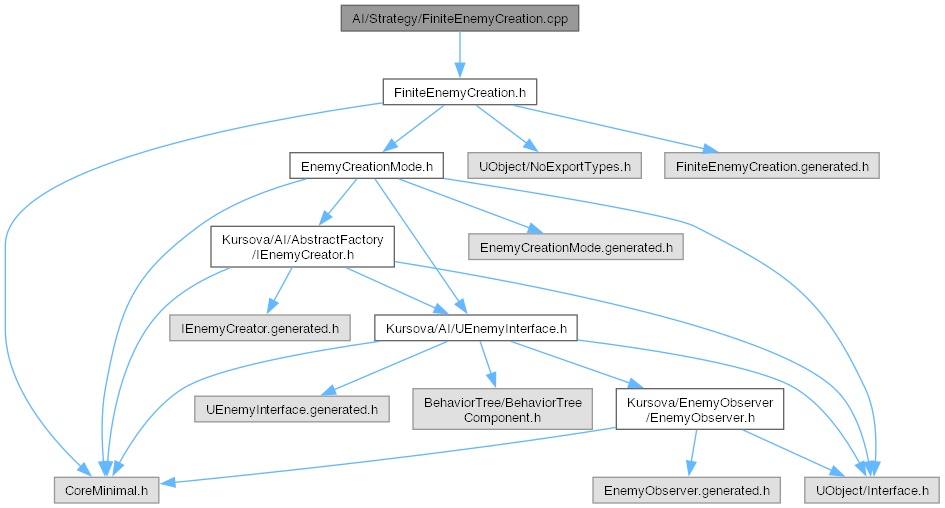 AI/Strategy/FiniteEnemyCreation.cpp
FiniteEnemyCreation.h
EnemyCreationMode.h
UObject/NoExportTypes.h
FiniteEnemyCreation.generated.h
Kursova/AI/AbstractFactory
/IEnemyCreator.h
EnemyCreationMode.generated.h
IEnemyCreator.generated.h
Kursova/AI/UEnemyInterface.h
UEnemyInterface.generated.h
BehaviorTree/BehaviorTree
Component.h
Kursova/EnemyObserver
/EnemyObserver.h
CoreMinimal.h
EnemyObserver.generated.h
UObject/Interface.h